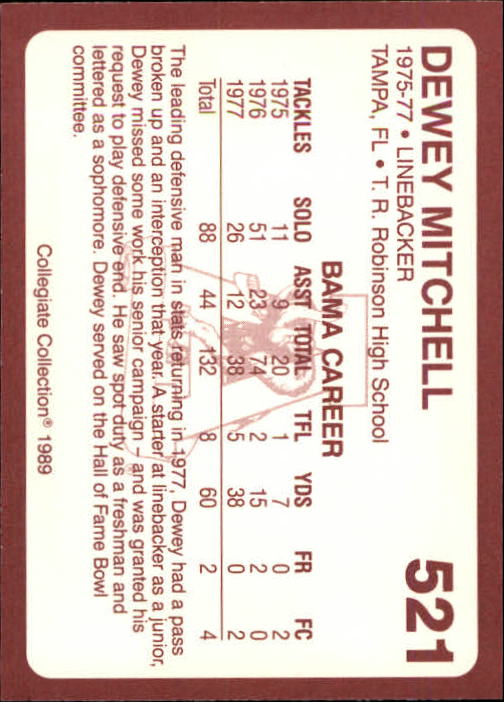 DEWEY MITCHELL 521
1975-77 • LINEBACKER
TAMPA, FL • T. R. Robinson High School
BAMA CAREER
TACKLES SOLO ASST TOTAL TFL YDS FR FC
1975 11 9 20 1 7 0 2
1976 51 23 74 2 15 2 0
1977 26 12 38 5 38 0 2
Total 88 44 132 8 60 2 4
The leading defensive man in stats returning in 1977, Dewey had a pass
broken up and an interception that year. A starter at linebacker as a junior,
Dewey missed some work his senior campaign and was granted his
request to play defensive end. He saw spot duty as a freshman and
lettered as a sophomore. Dewey served on the Hall of Fame Bowl
committee.
Collegiate Collection® 1989